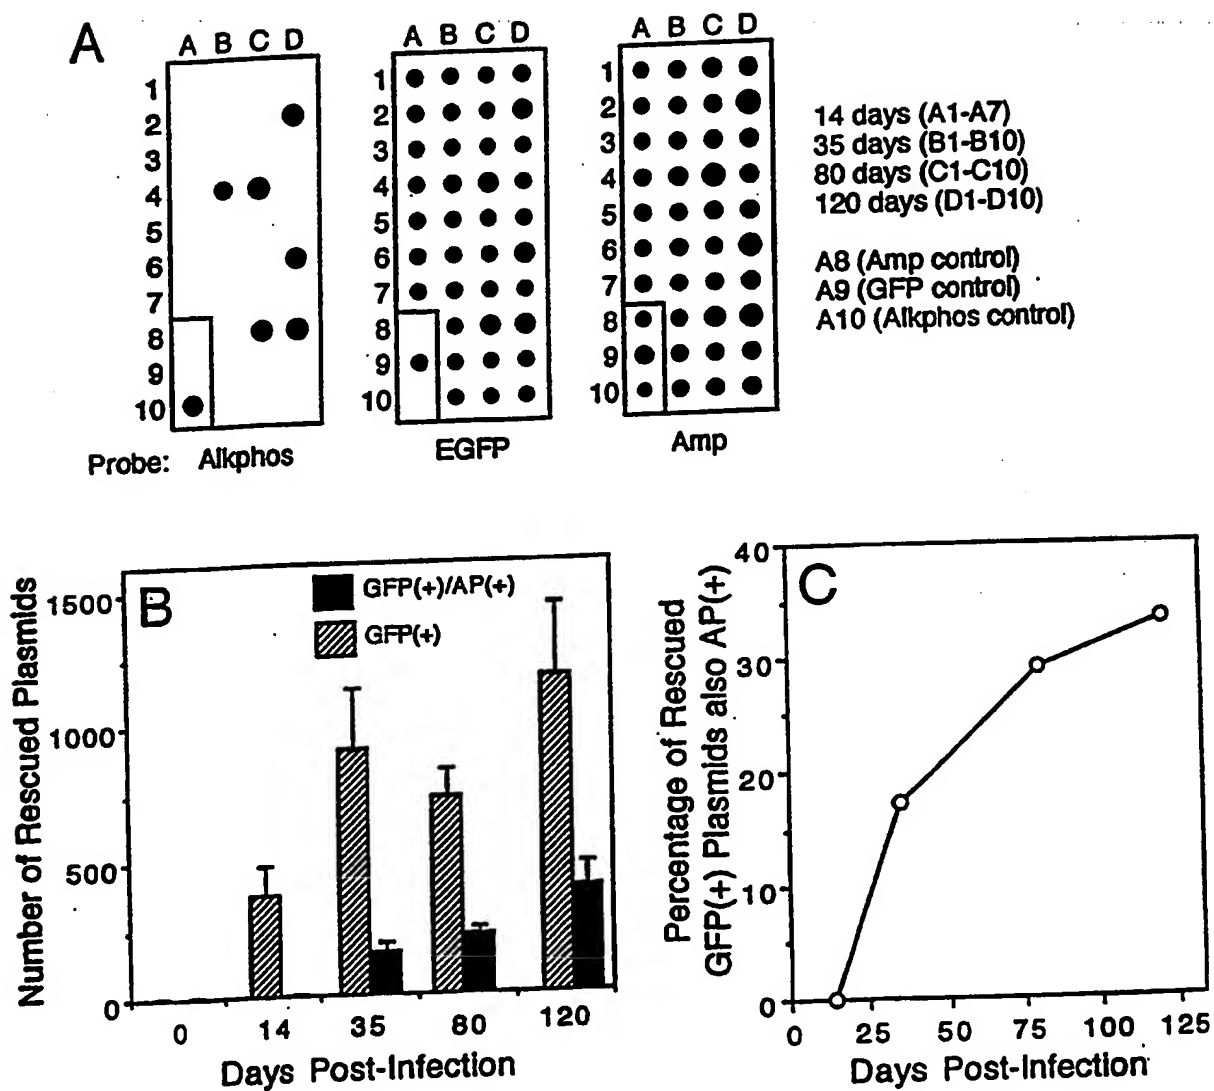 A
A B C D
1
2
3
4
5
6
7
8
9
10
Probe: Alkphos
A B C D
1
2
3
4
5
6
7
8
9
10
EGFP
A B C D
1
2
3
4
5
6
7
8
9
10
Amp
14 days (A1-A7)
35 days (B1-B10)
80 days (C1-C10)
120 days (D1-D10)
A8 (Amp control)
A9 (GFP control)
A10 (Alkphos control)
B
GFP(+)/AP(+)
GFP(+)
Number of Rescued Plasmids
1500
1000
500
0
0 14 35 80 120
Days Post-Infection
C
Percentage of Rescued
GFP(+) Plasmids also AP(+)
40
30
20
10
0
0 25 50 75 100 125
Days Post-Infection